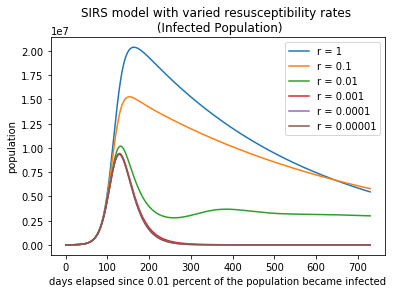 SIRS model with varied resusceptibility rates
(Infected Population)
1e7
2.00
1.75
1.50
1.25
1.00
0.75
0.50
0.25
0.00
population
r = 1
r = 0.1
r = 0.01
r = 0.001
r = 0.0001
r = 0.00001
0 100 200 300 400 500 600 700
days elapsed since 0.01 percent of the population became infected